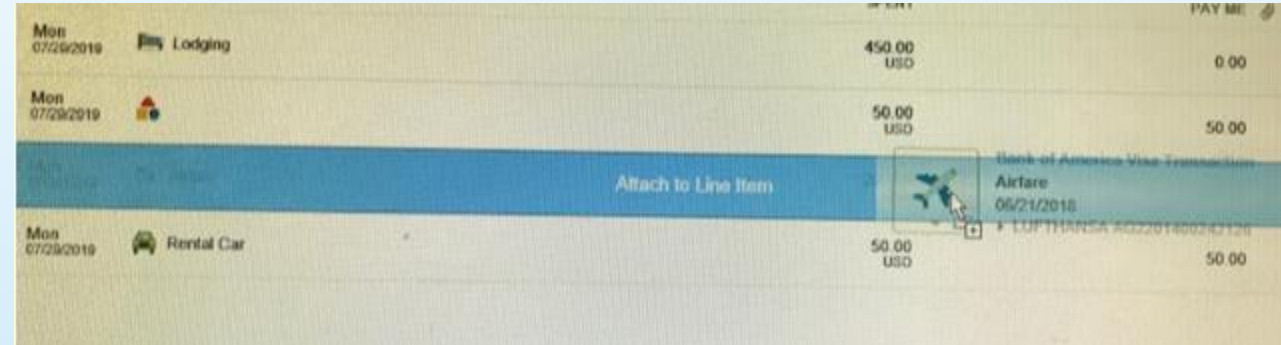 PAY ME
Mon
07/29/2019
Lodging
450.00
USD
0.00
Mon
07/29/2019
50.00
USD
50.00
Attach to Line Item
Bank of America Visa Transaction
Airfare
06/21/2018
Mon
07/29/2019
Rental Car
50.00
USD
LUFTHANSA
50.00